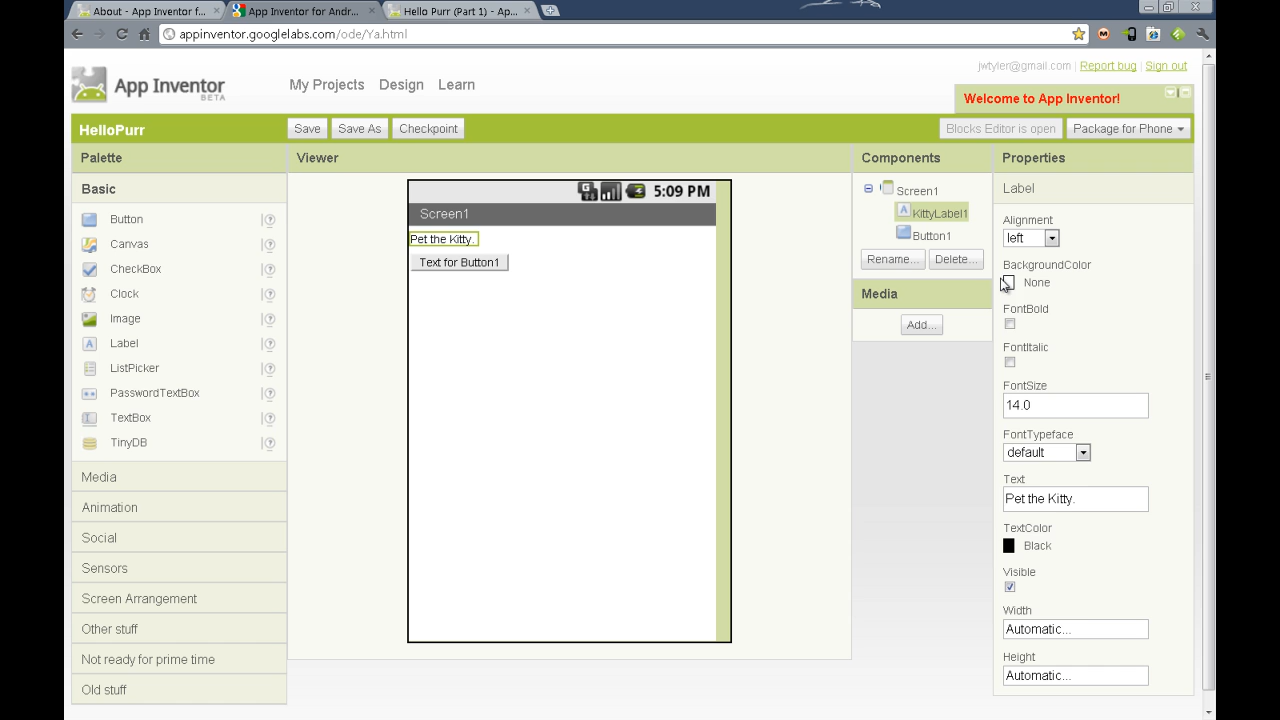 About - App Inventor f...
App Inventor for Andr...
Hello Purr (Part 1) - Ap...
appinventor.googlelabs.com/ode/Ya.html
App Inventor
BETA
My Projects
Design
Learn
jwtyler@gmail.com | Report bug | Sign out
Welcome to App Inventor!
HelloPurr
Save
Save As
Checkpoint
Blocks Editor is open
Package for Phone
Palette
Basic
Button
Canvas
CheckBox
Clock
Image
Label
ListPicker
PasswordTextBox
TextBox
TinyDB
Media
Animation
Social
Sensors
Screen Arrangement
Other stuff
Not ready for prime time
Old stuff
Viewer
5:09 PM
Screen1
Pet the Kitty.
Text for Button1
Components
Screen1
KittyLabel1
Button1
Rename...
Delete...
Media
Add...
Properties
Label
Alignment
left
BackgroundColor
None
FontBold
FontItalic
FontSize
14.0
FontTypeface
default
Text
Pet the Kitty.
TextColor
Black
Visible
Width
Automatic...
Height
Automatic...